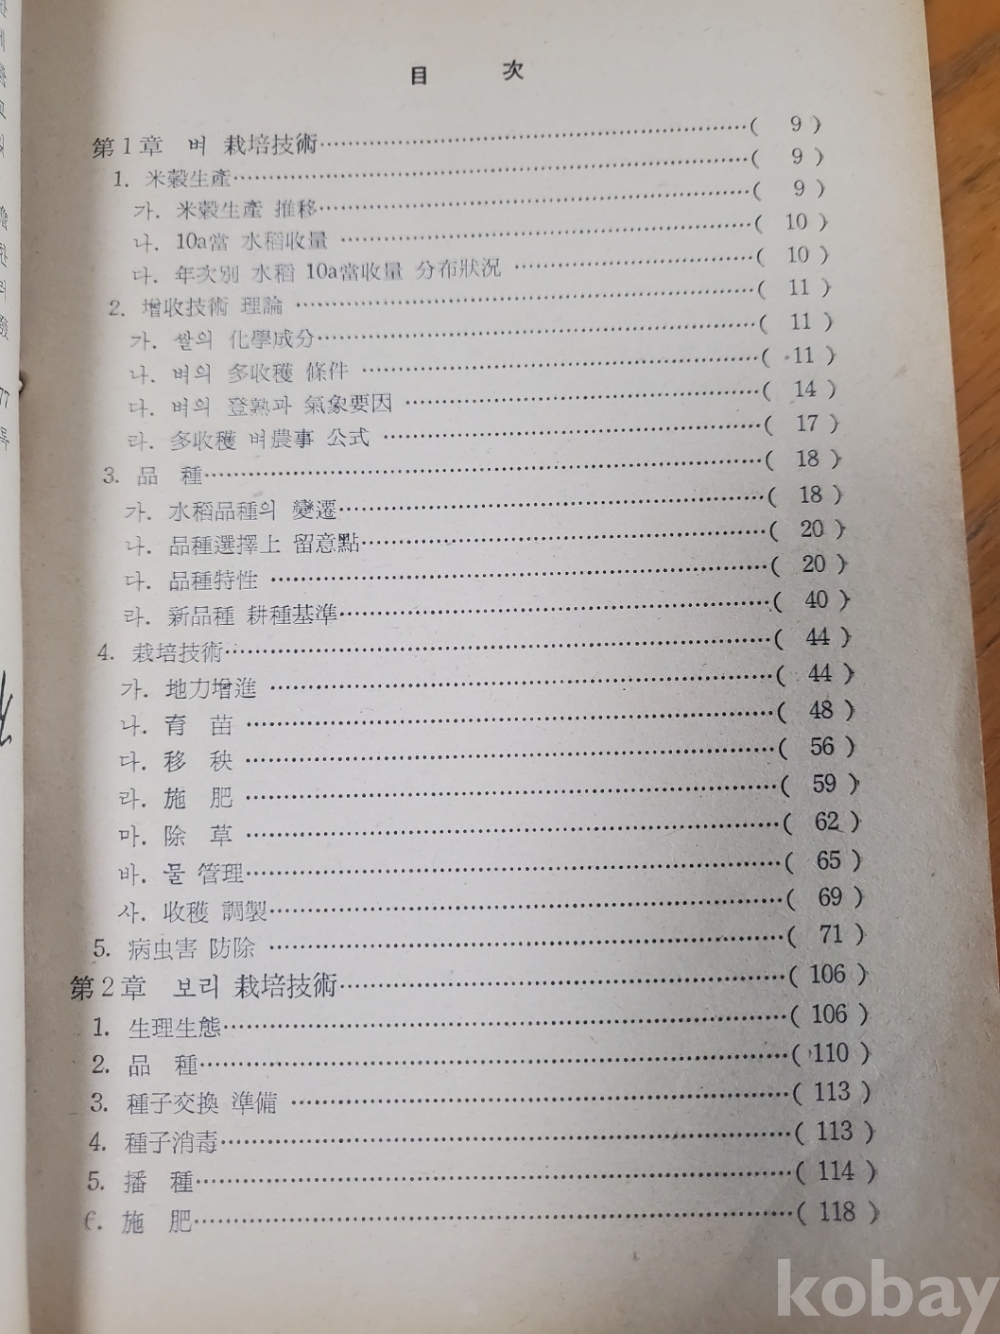 目 次
第1章 벼 栽培技術…………( 9 )
1. 米穀生產…………( 9 )
가. 米穀生產 推移…………( 9 )
나. 10a當 水稻收量 …………( 10 )
다. 年次別 水稻 10a當收量 分布狀況 …………( 10 )
2. 增收技術 理論 …………( 11 )
가. 쌀의 化學成分…………( 11 )
나. 벼의 多收穫 條件 …………( 11 )
다. 벼의 登熟과 氣象要因 …………( 14 )
라. 多收穫 벼農事 公式 …………( 17 )
3. 品 種…………( 18 )
가. 水稻品種의 變遷…………( 18 )
나. 品種選擇上 留意點…………( 20 )
다. 品種特性 …………( 20 )
라. 新品種 耕種基準…………( 40 )
4. 栽培技術…………( 44 )
가. 地力增進 …………( 44 )
나. 育 苗 …………( 48 )
다. 移 秧 …………( 56 )
라. 施 肥 …………( 59 )
마. 除 草 …………( 62 )
바. 물 管理…………( 65 )
사. 收穫 調製…………( 69 )
5. 病虫害 防除 …………( 71 )
第2章 보리 栽培技術…………( 106 )
1. 生理生態…………( 106 )
2. 品 種…………( 110 )
3. 種子交換 準備 …………( 113 )
4. 種子消毒…………( 113 )
5. 播 種…………( 114 )
6. 施 肥…………( 118 )
kobay